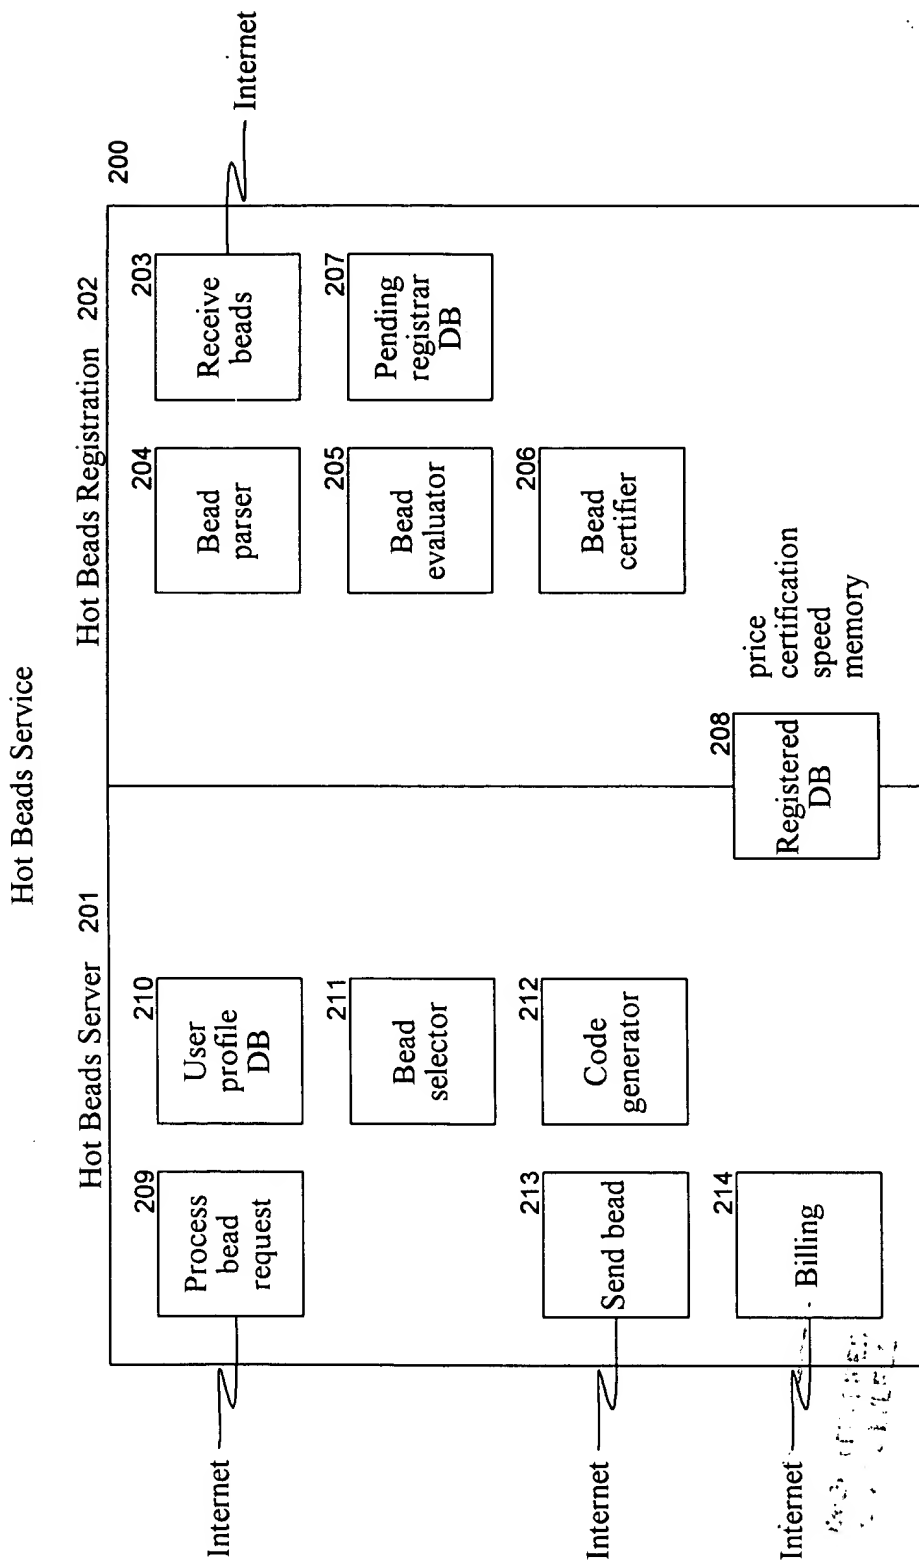 Hot Beads Service
Hot Beads Server 201
Hot Beads Registration 202
200
209
Process
bead
request
Internet
210
User
profile
DB
204
Bead
parser
203
Receive
beads
Internet
211
Bead
selector
205
Bead
evaluator
207
Pending
registrar
DB
213
Send bead
Internet
212
Code
generator
206
Bead
certifier
214
Billing
Internet
208
Registered
DB
price
certification
speed
memory